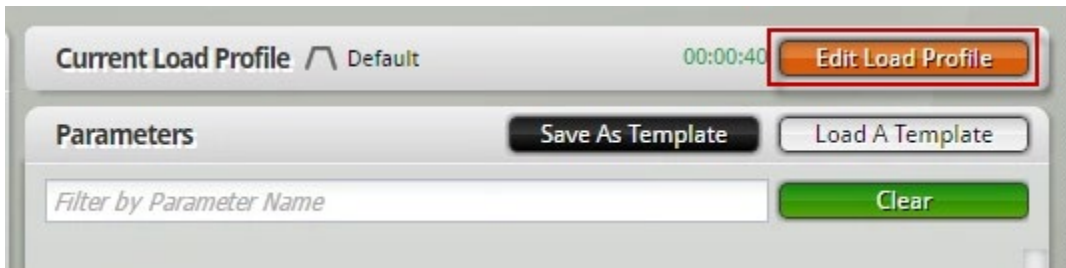 Current Load Profile Default 00:00:40 Edit Load Profile
Parameters Save As Template Load A Template
Filter by Parameter Name Clear